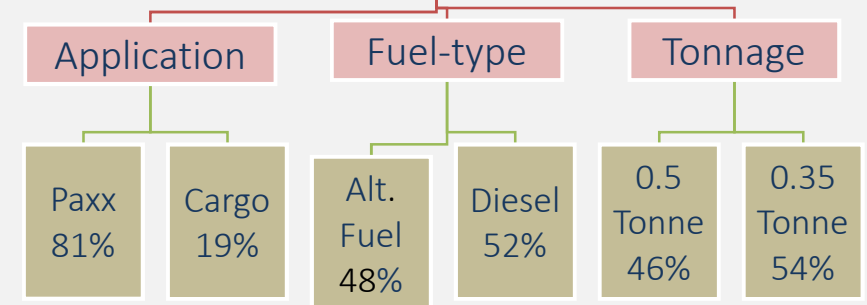 Application
Fuel-type
Tonnage
Paxx
81%
Cargo
19%
Alt.
Fuel
48%
Diesel
52%
0.5
Tonne
46%
0.35
Tonne
54%